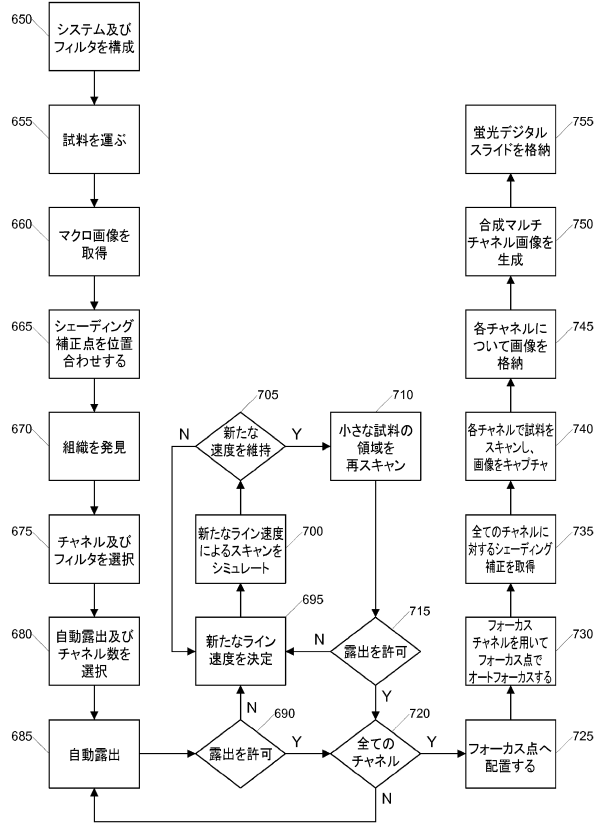 650
システム及び
フィルタを構成
655
試料を運ぶ
660
マクロ画像を
取得
665
シェーディング
補正点を位置
合わせする
670
組織を発見
675
チャネル及び
フィルタを選択
680
自動露出及び
チャネル数を
選択
685
自動露出
690
露出を許可
N
Y
695
新たなライン
速度を決定
700
新たなライン速度
によるスキャンを
シミュレート
705
新たな
速度を維持
N
Y
710
小さな試料の
領域を
再スキャン
715
露出を許可
N
Y
720
全ての
チャネル
Y
N
725
フォーカス点へ
配置する
730
フォーカス
チャネルを用いて
フォーカス点で
オートフォーカスする
735
全てのチャネルに
対するシェーディング
補正を取得
740
各チャネルで試料を
スキャンし、
画像をキャプチャ
745
各チャネルに
ついて画像を
格納
750
合成マルチ
チャネル画像を
生成
755
蛍光デジタル
スライドを格納